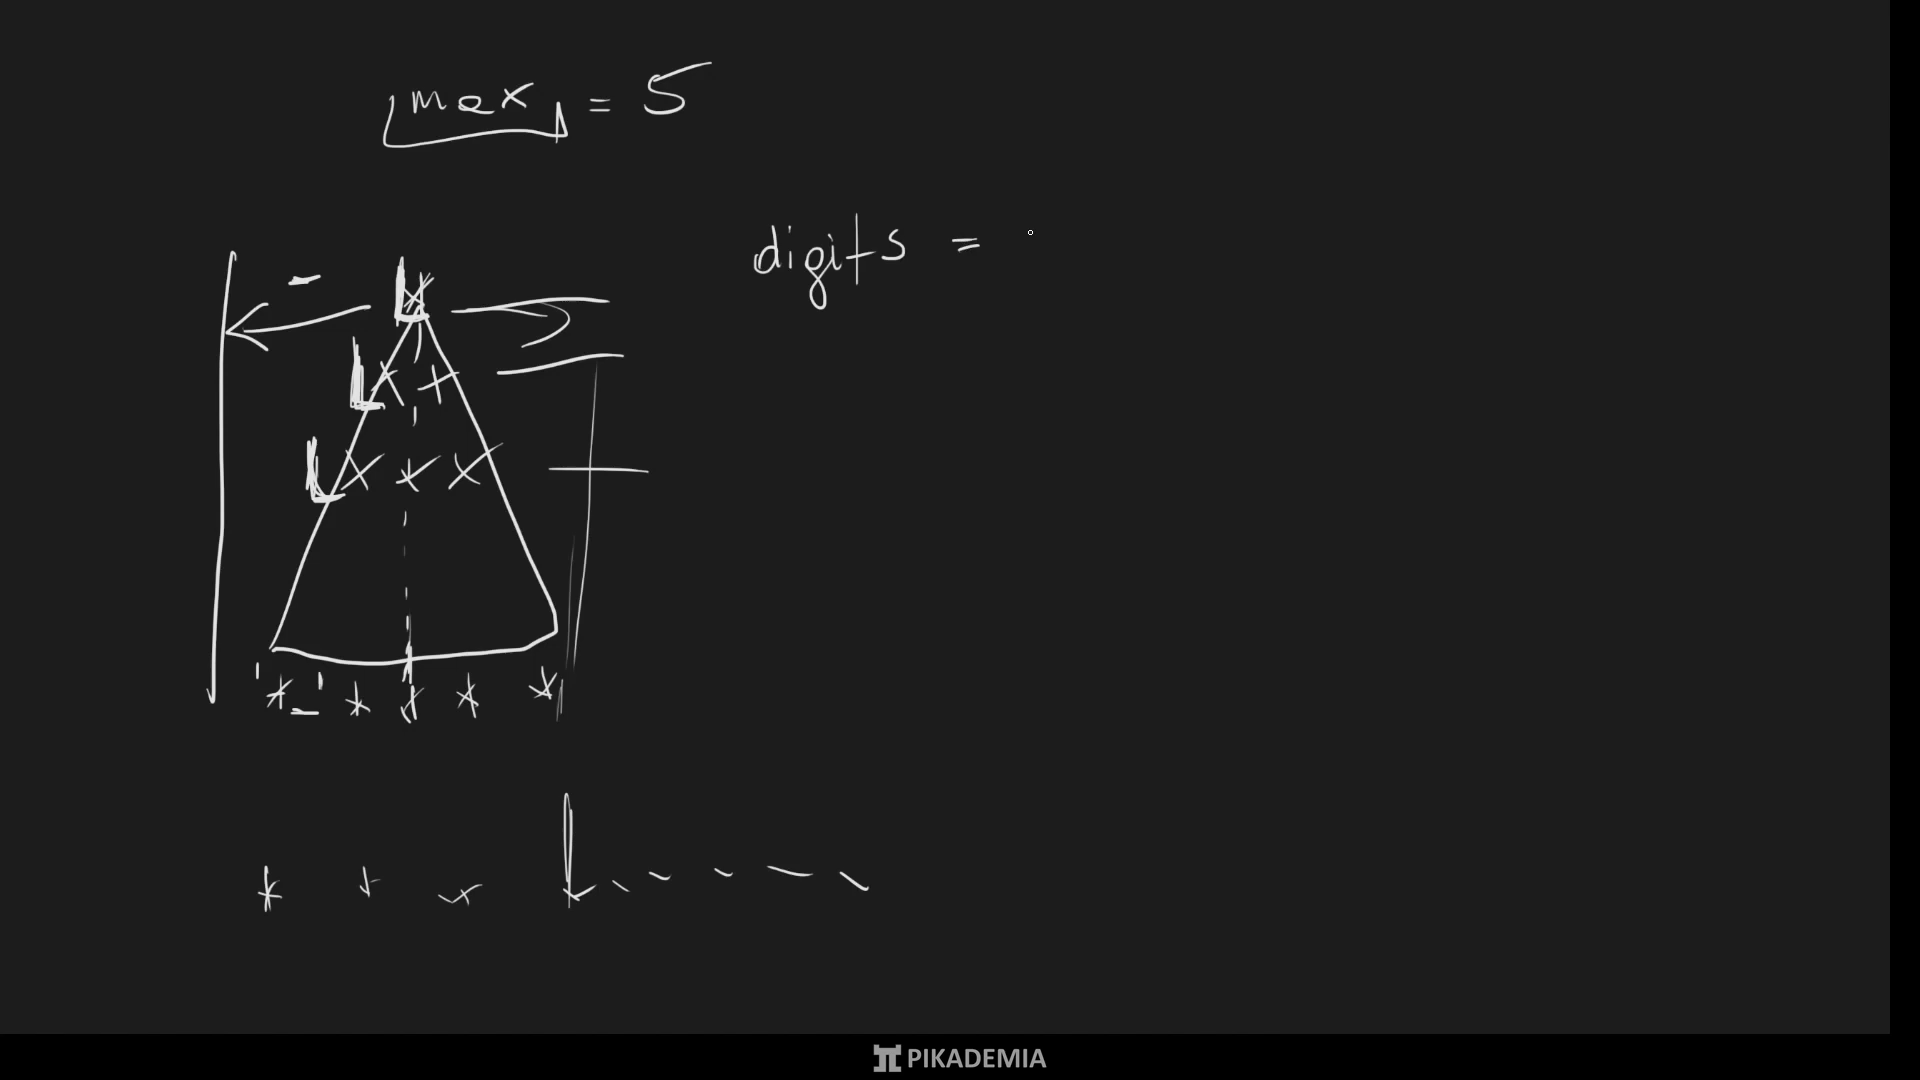 max = 5
digits =
*
* *
* * *
'* _' * * * *
* * *
PIKADEMIA